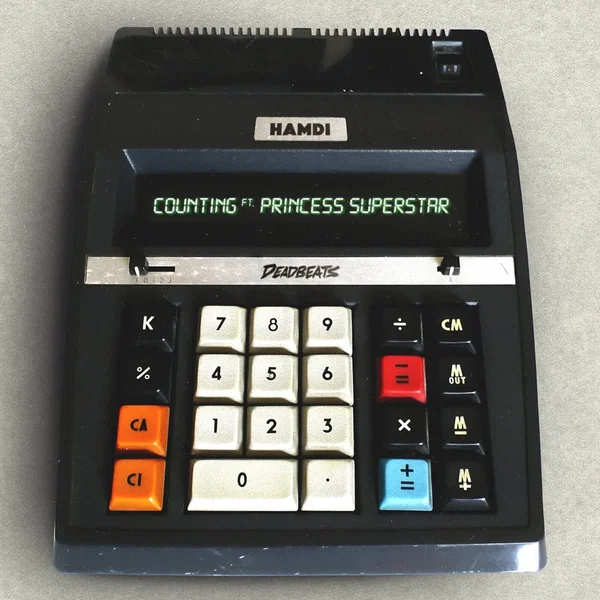 HAMDI
COUNTING FT. PRINCESS SUPERSTAR
DEADBEATS
K 7 8 9 ÷ CM
% 4 5 6 − = M OUT
CA 1 2 3 × M −
CI 0 . + = M +